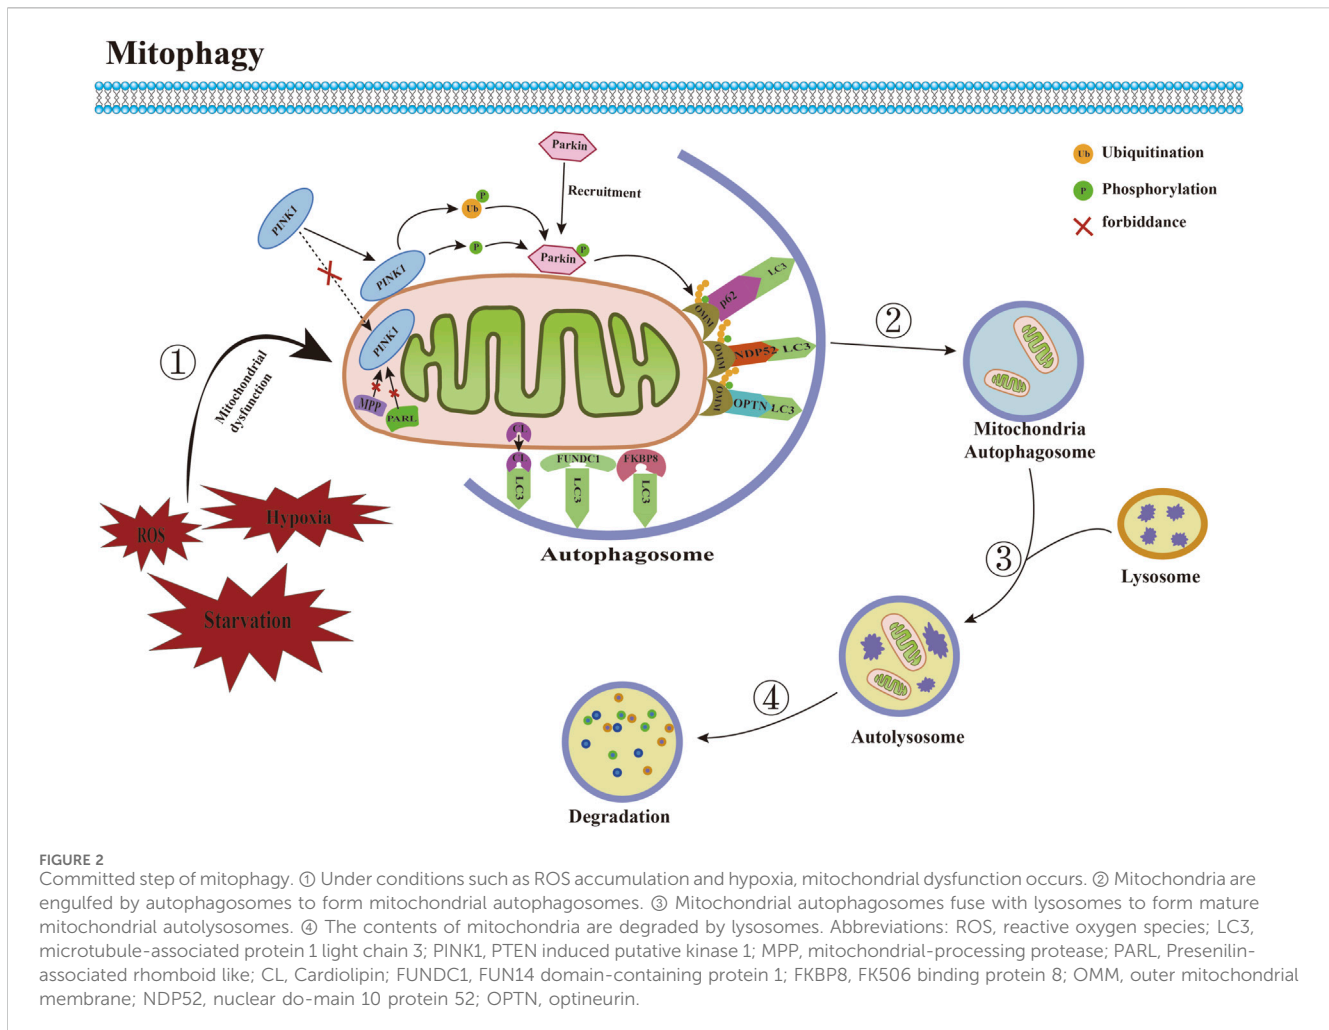 Mitophagy
Parkin
Recruitment
Ub Ubiquitination
P Phosphorylation
forbiddance
PINK1
P
Ub
P
PINK1
P
Parkin
LC3
p62
OMM
PINK1
OMM
NDP52
LC3
②
①
Mitochondrial
dysfunction
MPP
PARL
OMM
OPTN
LC3
Mitochondria
Autophagosome
CL
CL
LC3
FUNDC1
LC3
FKBP8
LC3
Autophagosome
ROS
Hypoxia
Starvation
③
Lysosome
Autolysosome
④
Degradation
FIGURE 2
Committed step of mitophagy. ① Under conditions such as ROS accumulation and hypoxia, mitochondrial dysfunction occurs. ② Mitochondria are
engulfed by autophagosomes to form mitochondrial autophagosomes. ③ Mitochondrial autophagosomes fuse with lysosomes to form mature
mitochondrial autolysosomes. ④ The contents of mitochondria are degraded by lysosomes. Abbreviations: ROS, reactive oxygen species; LC3,
microtubule-associated protein 1 light chain 3; PINK1, PTEN induced putative kinase 1; MPP, mitochondrial-processing protease; PARL, Presenilin-
associated rhomboid like; CL, Cardiolipin; FUNDC1, FUN14 domain-containing protein 1; FKBP8, FK506 binding protein 8; OMM, outer mitochondrial
membrane; NDP52, nuclear do-main 10 protein 52; OPTN, optineurin.